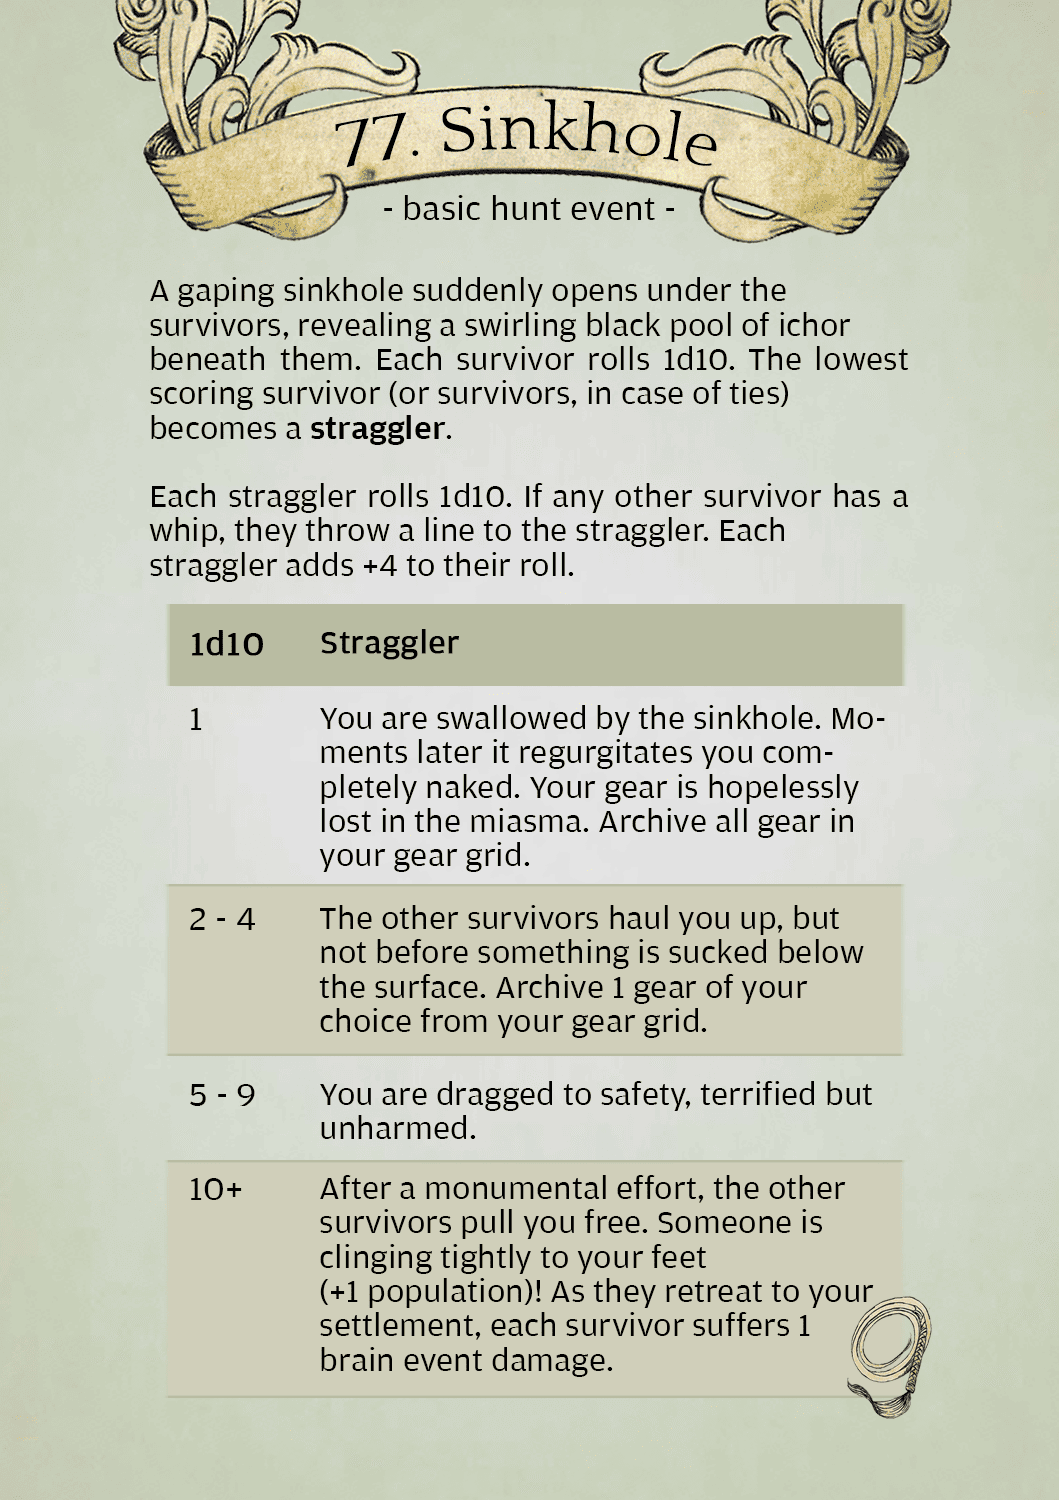 77. Sinkhole
- basic hunt event -
A gaping sinkhole suddenly opens under the
survivors, revealing a swirling black pool of ichor
beneath them. Each survivor rolls 1d10. The lowest
scoring survivor (or survivors, in case of ties)
becomes a straggler.
Each straggler rolls 1d10. If any other survivor has a
whip, they throw a line to the straggler. Each
straggler adds +4 to their roll.
1d10 Straggler
1 You are swallowed by the sinkhole. Mo-
ments later it regurgitates you com-
pletely naked. Your gear is hopelessly
lost in the miasma. Archive all gear in
your gear grid.
2 - 4 The other survivors haul you up, but
not before something is sucked below
the surface. Archive 1 gear of your
choice from your gear grid.
5 - 9 You are dragged to safety, terrified but
unharmed.
10+ After a monumental effort, the other
survivors pull you free. Someone is
clinging tightly to your feet
(+1 population)! As they retreat to your
settlement, each survivor suffers 1
brain event damage.